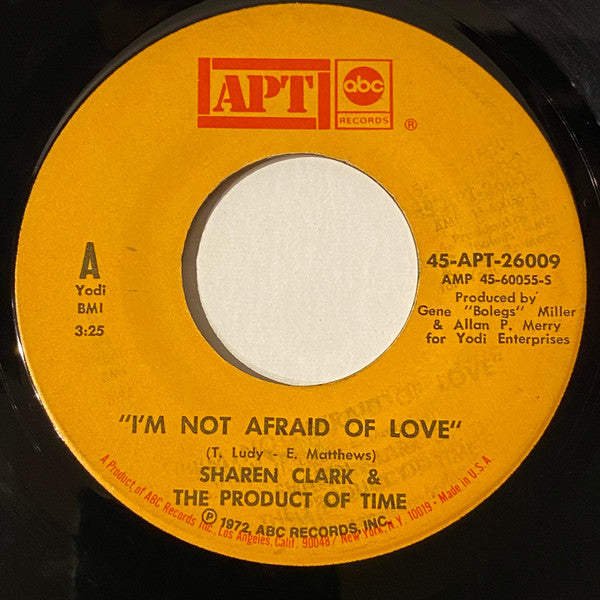 APT
abc
RECORDS
®
A
Yodi
BMI
3:25
45-APT-26009
AMP 45-60055-S
Produced by
Gene "Bolegs" Miller
& Allan P. Merry
for Yodi Enterprises
"I'M NOT AFRAID OF LOVE"
(T. Ludy - E. Matthews)
SHAREN CLARK &
THE PRODUCT OF TIME
℗ 1972 ABC RECORDS, INC.
A Product of ABC Records Inc., Los Angeles, Calif. 90048 / New York, N.Y. 10019 • Made in U.S.A